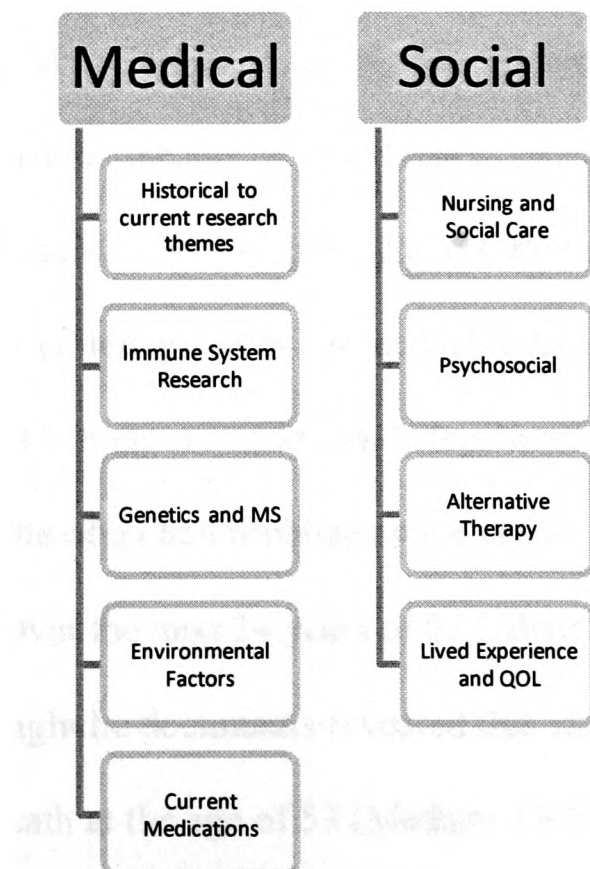 Medical
Historical to
current research
themes
Immune System
Research
Genetics and MS
Environmental
Factors
Current
Medications
Social
Nursing and
Social Care
Psychosocial
Alternative
Therapy
Lived Experience
and QOL